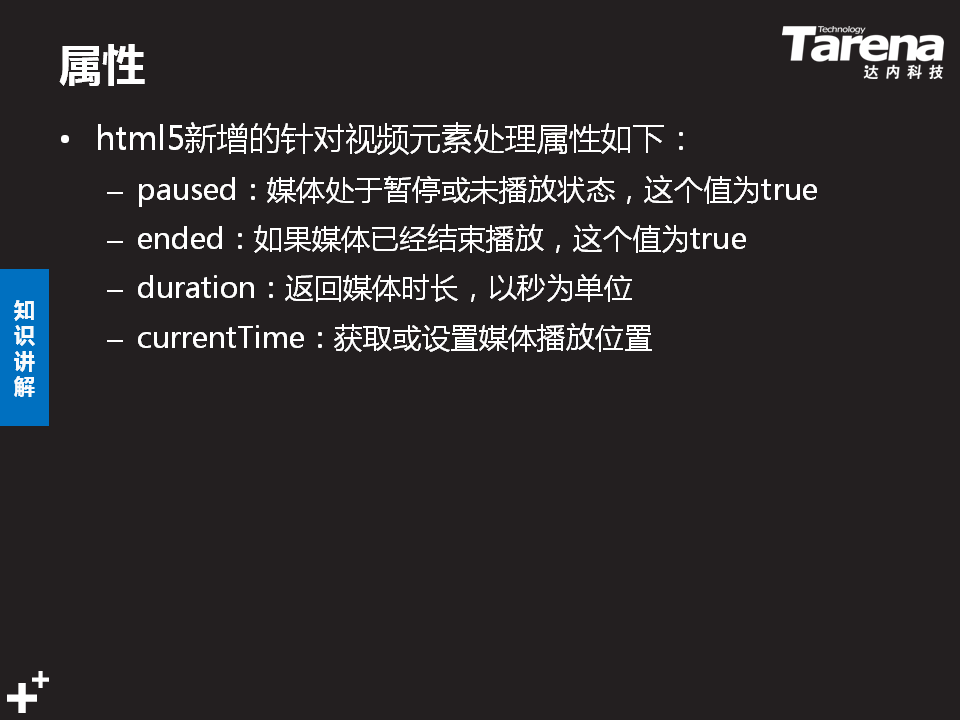 属性
Technology
Tarena
达内科技
• html5新增的针对视频元素处理属性如下：
– paused：媒体处于暂停或未播放状态，这个值为true
– ended：如果媒体已经结束播放，这个值为true
– duration：返回媒体时长，以秒为单位
– currentTime：获取或设置媒体播放位置
知识讲解